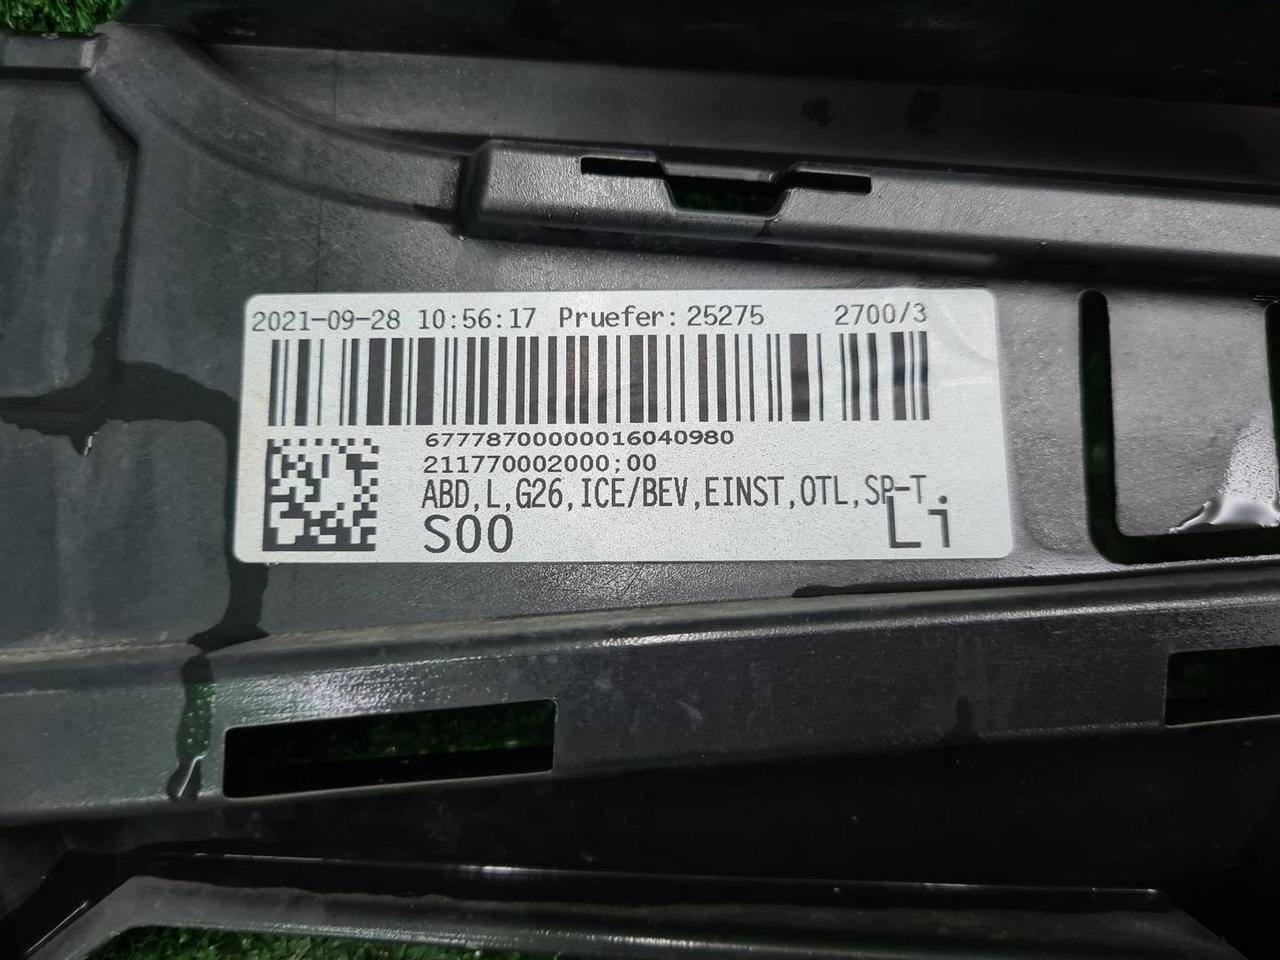 2021-09-28 10:56:17 Pruefer: 25275 2700/3
67778700000016040980
211770002000;00
ABD,L,G26,ICE/BEV,EINST,OTL,SP-T
S00 Li